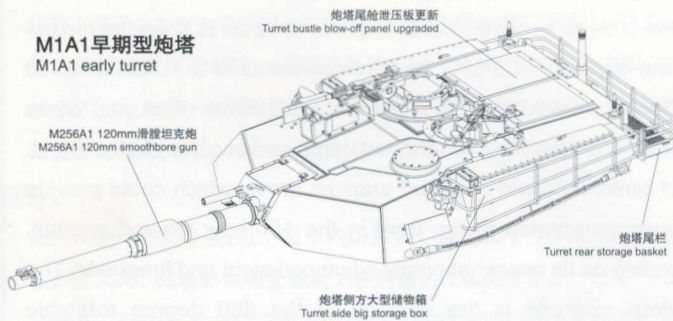 炮塔尾舱泄压板更新
Turret bustle blow-off panel upgraded
M1A1早期型炮塔
M1A1 early turret
M256A1 120mm滑膛坦克炮
M256A1 120mm smoothbore gun
炮塔尾栏
Turret rear storage basket
炮塔侧方大型储物箱
Turret side big storage box